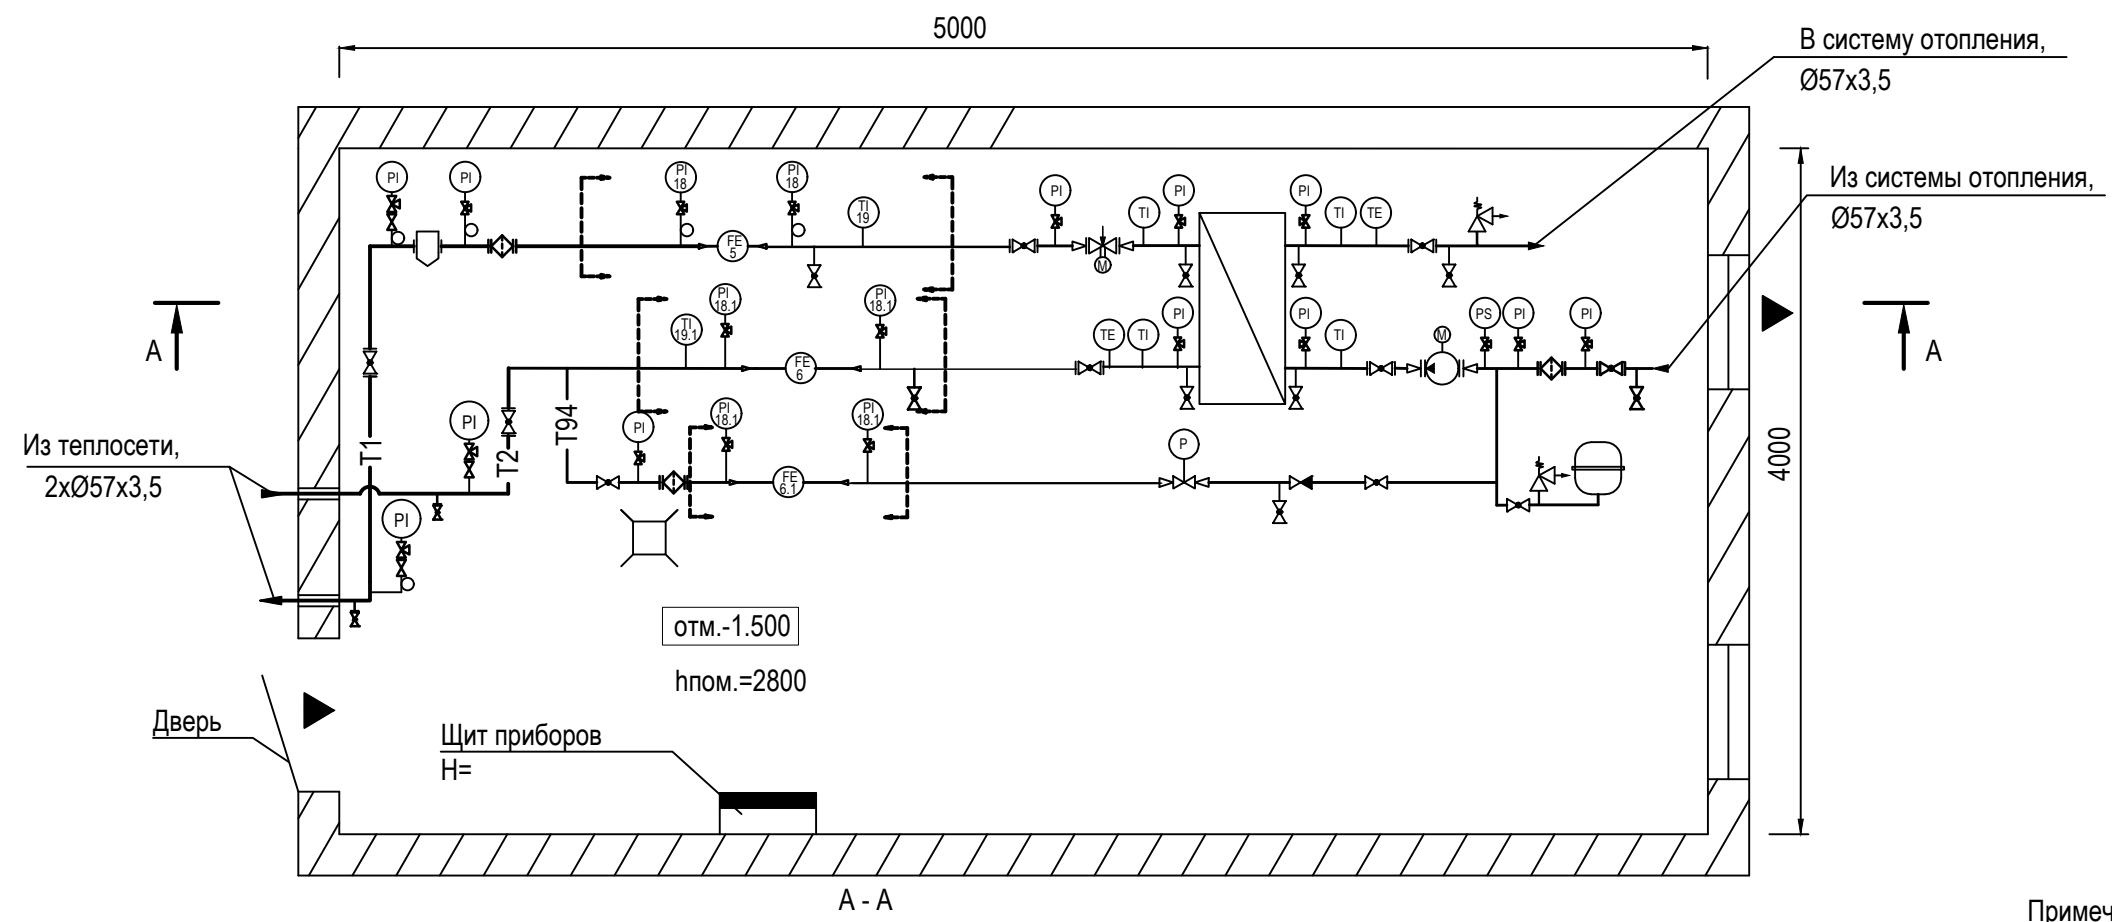 5000
В систему отопления,
Ø57x3,5
Из системы отопления,
Ø57x3,5
PI
PI
PI
18
PI
18
TI
19
PI
TI
PI
PI
TI
TE
FE
5
M
A
PI
18.1
PI
18.1
TI
19.1
TE
TI
PI
PI
TI
M
PS
PI
PI
A
FE
6
T1
T2
T94
PI
PI
PI
18.1
PI
18.1
P
4000
Из теплосети,
2xØ57x3,5
FE
6.1
PI
отм.-1.500
hпом.=2800
Дверь
Щит приборов
H=
A - A
Примеч